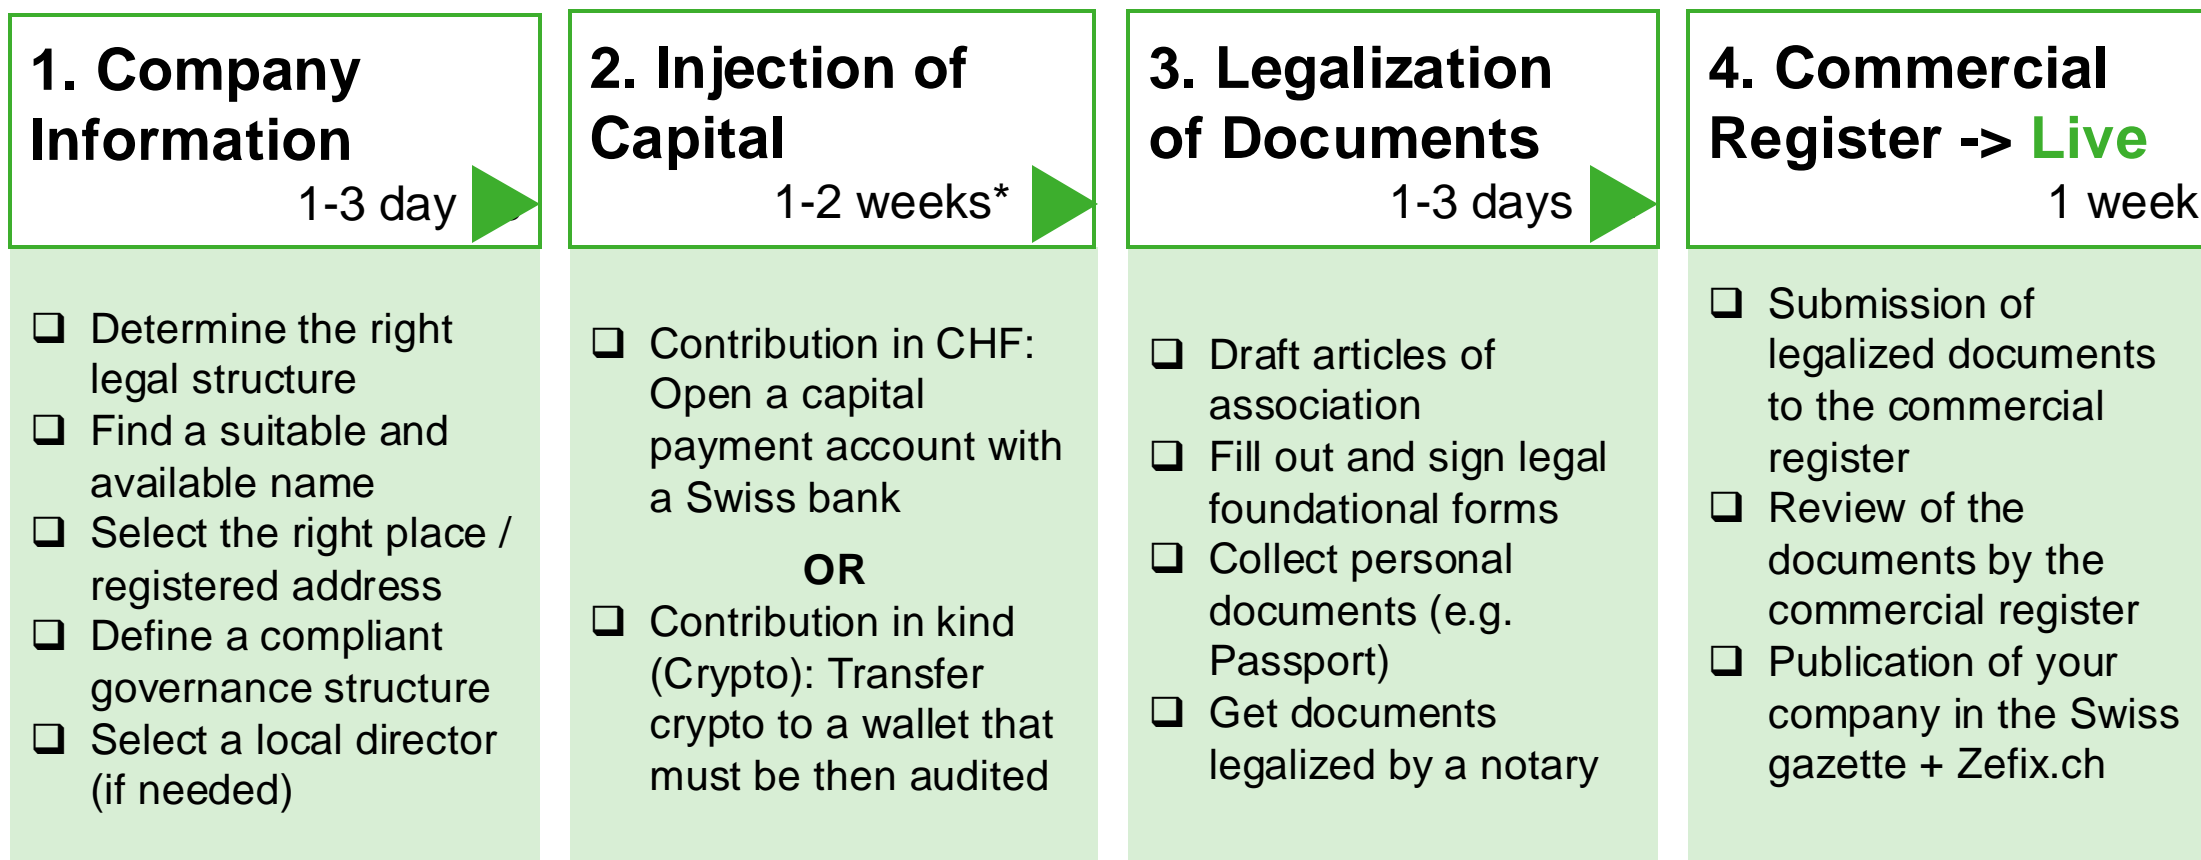 1. Company
Information
1-3 day
❑ Determine the right
legal structure
❑ Find a suitable and
available name
❑ Select the right place /
registered address
❑ Define a compliant
governance structure
❑ Select a local director
(if needed)
2. Injection of
Capital
1-2 weeks*
❑ Contribution in CHF:
Open a capital
payment account with
a Swiss bank
OR
❑ Contribution in kind
(Crypto): Transfer
crypto to a wallet that
must be then audited
3. Legalization
of Documents
1-3 days
❑ Draft articles of
association
❑ Fill out and sign legal
foundational forms
❑ Collect personal
documents (e.g.
Passport)
❑ Get documents
legalized by a notary
4. Commercial
Register -> Live
1 week
❑ Submission of
legalized documents
to the commercial
register
❑ Review of the
documents by the
commercial register
❑ Publication of your
company in the Swiss
gazette + Zefix.ch